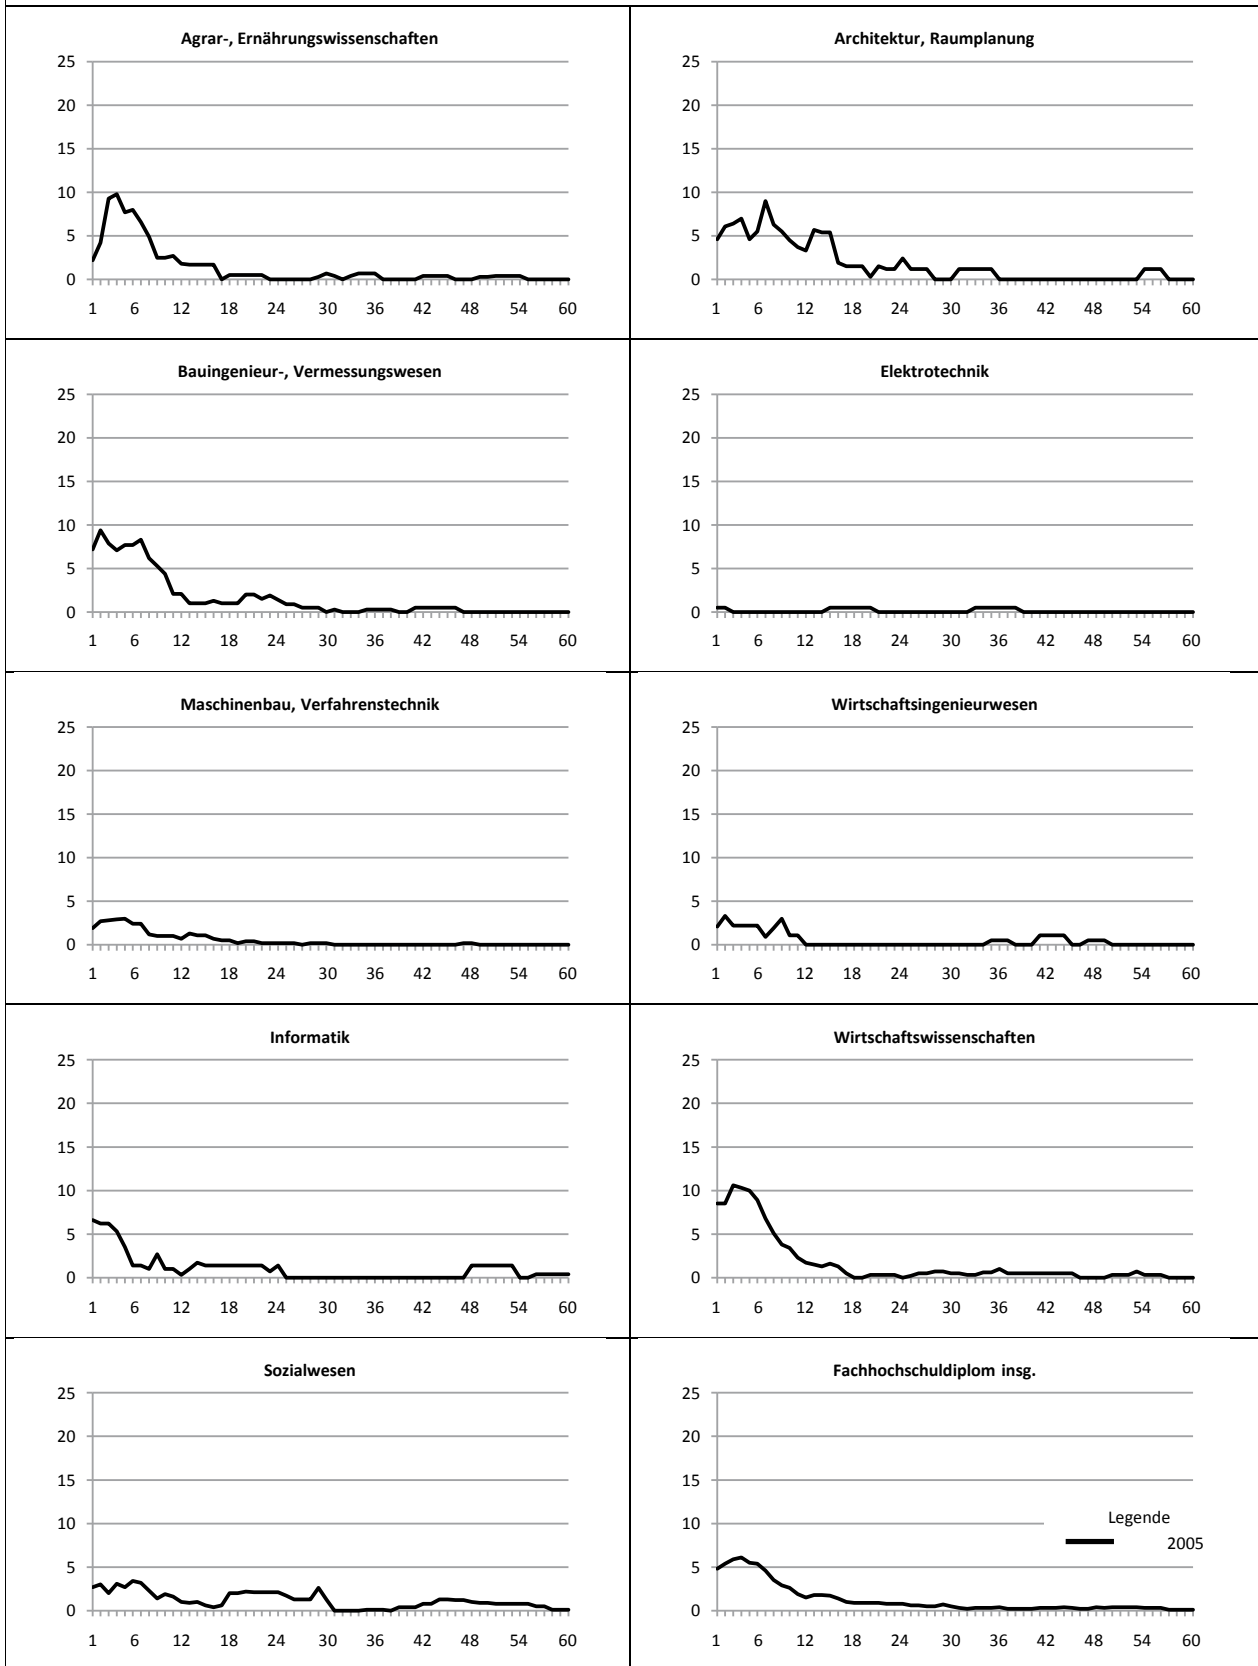 Agrar-, Ernährungswissenschaften
25
20
15
10
5
0
1 6 12 18 24 30 36 42 48 54 60
Architektur, Raumplanung
25
20
15
10
5
0
1 6 12 18 24 30 36 42 48 54 60
Bauingenieur-, Vermessungswesen
25
20
15
10
5
0
1 6 12 18 24 30 36 42 48 54 60
Elektrotechnik
25
20
15
10
5
0
1 6 12 18 24 30 36 42 48 54 60
Maschinenbau, Verfahrenstechnik
25
20
15
10
5
0
1 6 12 18 24 30 36 42 48 54 60
Wirtschaftsingenieurwesen
25
20
15
10
5
0
1 6 12 18 24 30 36 42 48 54 60
Informatik
25
20
15
10
5
0
1 6 12 18 24 30 36 42 48 54 60
Wirtschaftswissenschaften
25
20
15
10
5
0
1 6 12 18 24 30 36 42 48 54 60
Sozialwesen
25
20
15
10
5
0
1 6 12 18 24 30 36 42 48 54 60
Fachhochschuldiplom insg.
25
20
15
10
5
0
1 6 12 18 24 30 36 42 48 54 60
Legende
2005